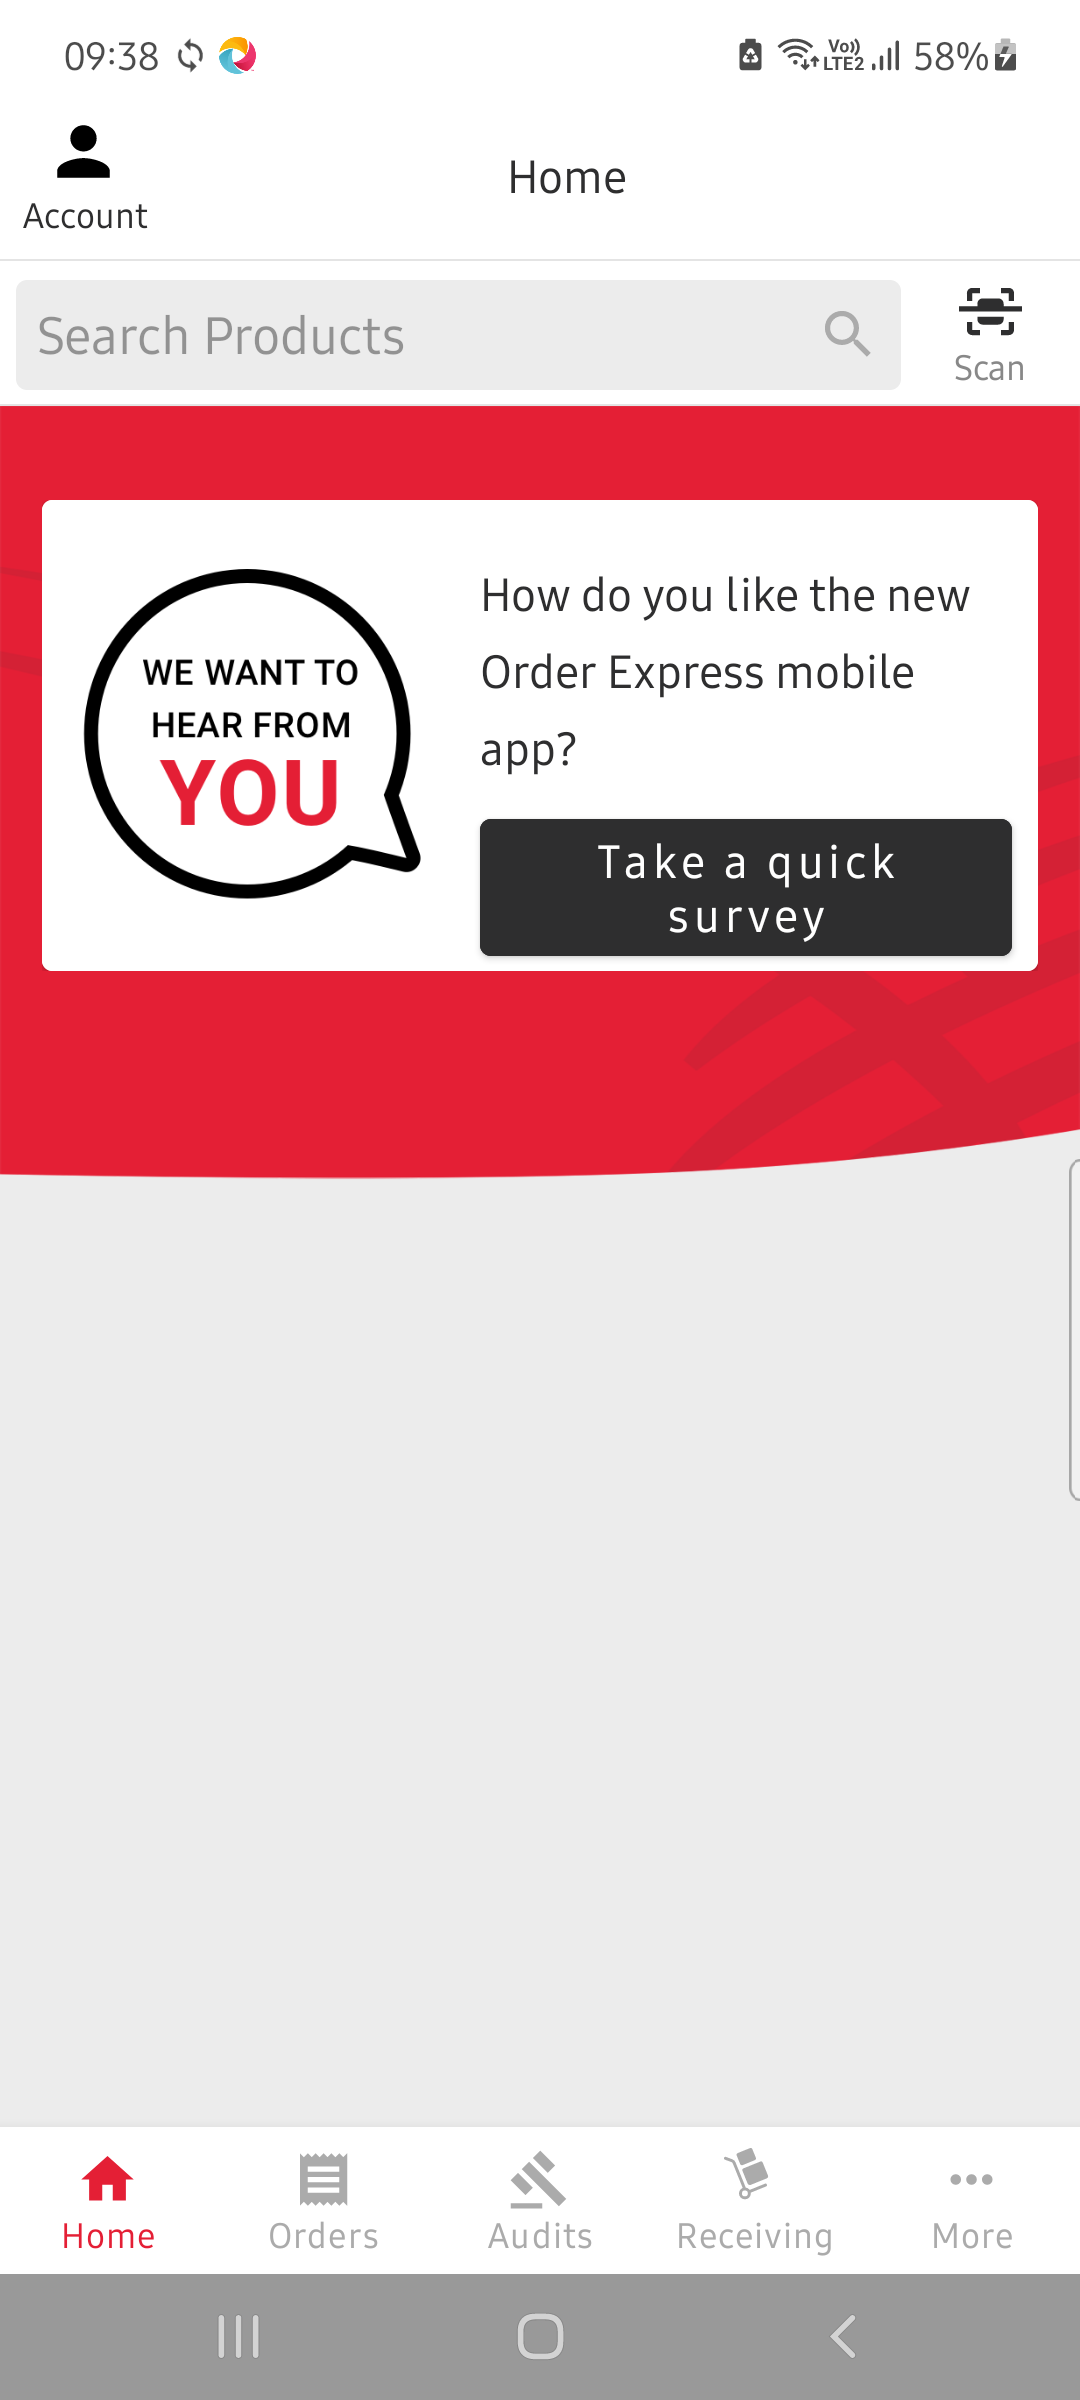 09:38
Vo))
LTE2
58%
Account
Home
Search Products
Scan
WE WANT TO
HEAR FROM
YOU
How do you like the new
Order Express mobile
app?
Take a quick
survey
Home
Orders
Audits
Receiving
More